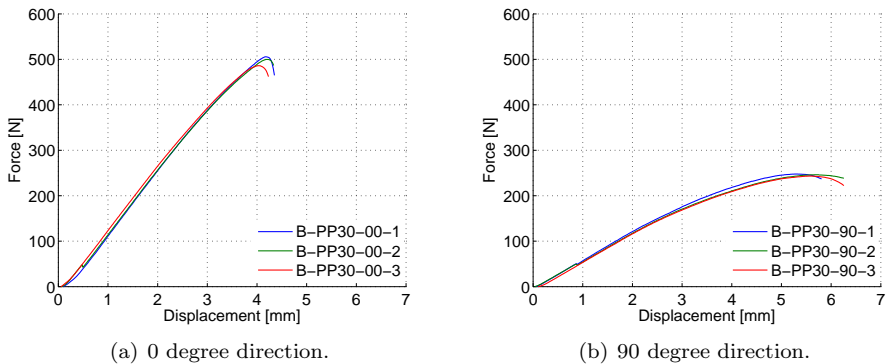 600
500
400
300
200
100
0
Force [N]
0 1 2 3 4 5 6 7
Displacement [mm]
B−PP30−00−1
B−PP30−00−2
B−PP30−00−3
(a) 0 degree direction.
600
500
400
300
200
100
0
Force [N]
0 1 2 3 4 5 6 7
Displacement [mm]
B−PP30−90−1
B−PP30−90−2
B−PP30−90−3
(b) 90 degree direction.